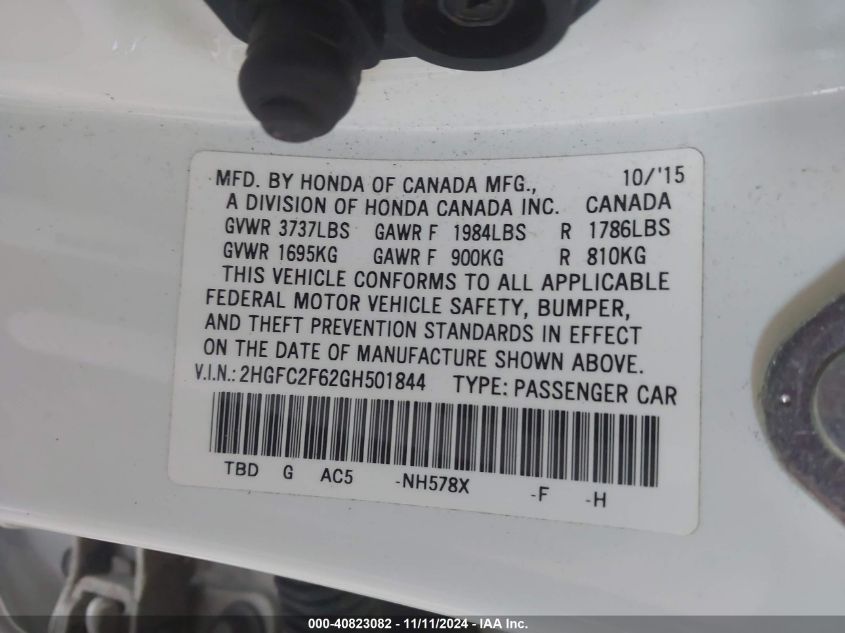 MFD. BY HONDA OF CANADA MFG., 10/'15
A DIVISION OF HONDA CANADA INC. CANADA
GVWR 3737LBS GAWR F 1984LBS R 1786LBS
GVWR 1695KG GAWR F 900KG R 810KG
THIS VEHICLE CONFORMS TO ALL APPLICABLE
FEDERAL MOTOR VEHICLE SAFETY, BUMPER,
AND THEFT PREVENTION STANDARDS IN EFFECT
ON THE DATE OF MANUFACTURE SHOWN ABOVE.
V.I.N.: 2HGFC2F62GH501844 TYPE: PASSENGER CAR
TBD G AC5 -NH578X -F -H
000-40823082 - 11/11/2024 - IAA Inc.